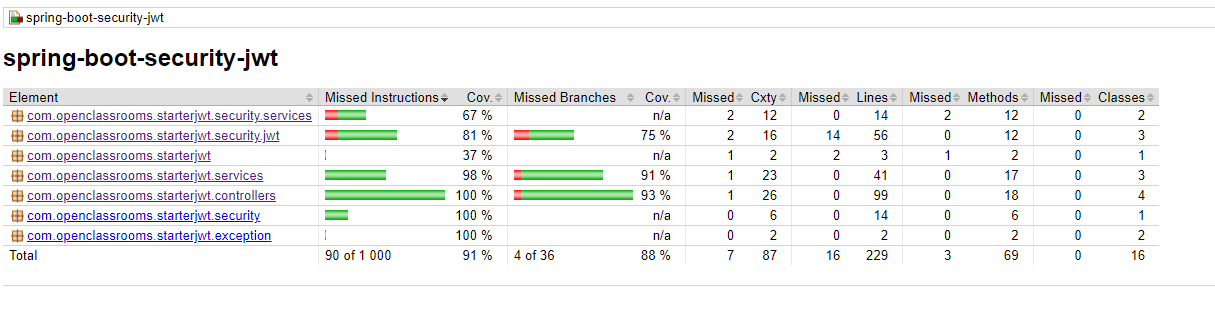 spring-boot-security-jwt
spring-boot-security-jwt
Element Missed Instructions Cov. Missed Branches Cov. Missed Cxty Missed Lines Missed Methods Missed Classes
com.openclassrooms.starterjwt.security.services 67 % n/a 2 12 0 14 2 12 0 2
com.openclassrooms.starterjwt.security.jwt 81 % 75 % 2 16 14 56 0 12 0 3
com.openclassrooms.starterjwt 37 % n/a 1 2 2 3 1 2 0 1
com.openclassrooms.starterjwt.services 98 % 91 % 1 23 0 41 0 17 0 3
com.openclassrooms.starterjwt.controllers 100 % 93 % 1 26 0 99 0 18 0 4
com.openclassrooms.starterjwt.security 100 % n/a 0 6 0 14 0 6 0 1
com.openclassrooms.starterjwt.exception 100 % n/a 0 2 0 2 0 2 0 2
Total 90 of 1 000 91 % 4 of 36 88 % 7 87 16 229 3 69 0 16